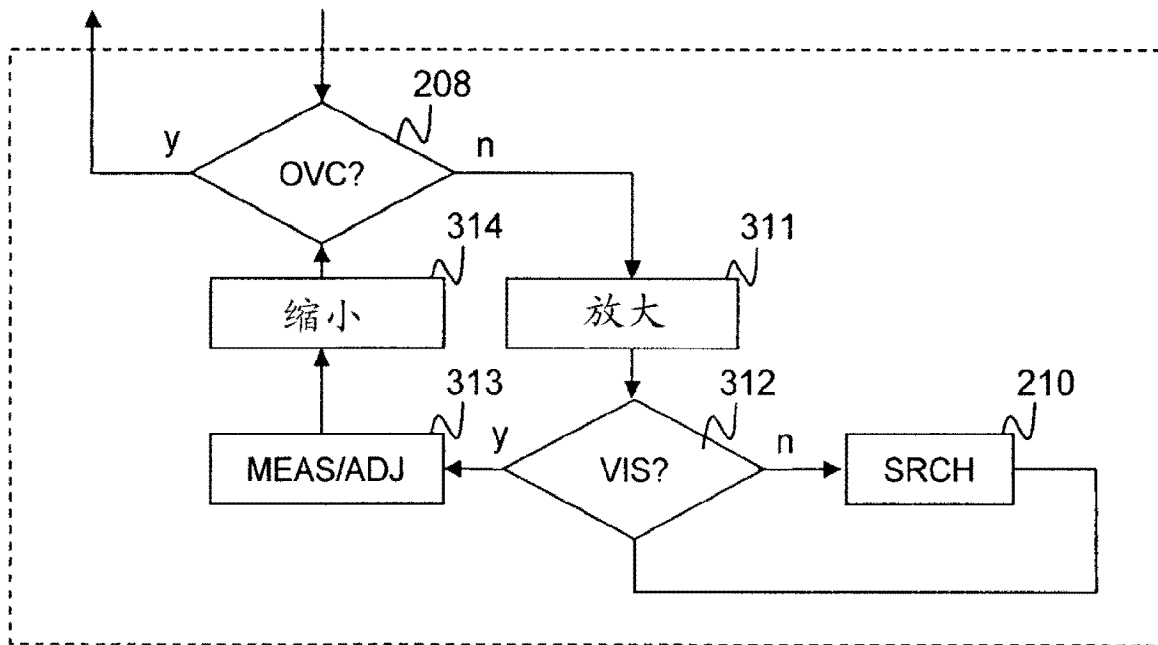 208
y
n
OVC?
314
311
缩小
放大
313
312
210
y
n
MEAS/ADJ
VIS?
SRCH